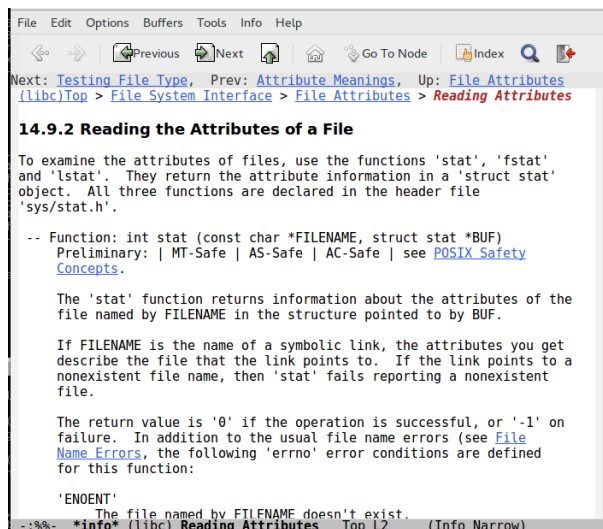 File Edit Options Buffers Tools Info Help
Previous Next Go To Node Index
Next: Testing File Type, Prev: Attribute Meanings, Up: File Attributes
(libc)Top > File System Interface > File Attributes > Reading Attributes
14.9.2 Reading the Attributes of a File
To examine the attributes of files, use the functions 'stat', 'fstat'
and 'lstat'.  They return the attribute information in a 'struct stat'
object.  All three functions are declared in the header file
'sys/stat.h'.
-- Function: int stat (const char *FILENAME, struct stat *BUF)
Preliminary: | MT-Safe | AS-Safe | AC-Safe | see POSIX Safety
Concepts.
The 'stat' function returns information about the attributes of the
file named by FILENAME in the structure pointed to by BUF.
If FILENAME is the name of a symbolic link, the attributes you get
describe the file that the link points to.  If the link points to a
nonexistent file name, then 'stat' fails reporting a nonexistent
file.
The return value is '0' if the operation is successful, or '-1' on
failure.  In addition to the usual file name errors (see File
Name Errors, the following 'errno' error conditions are defined
for this function:
'ENOENT'
The file named by FILENAME doesn't exist.
-:%%-  *info* (libc) Reading Attributes   Top L2     (Info Narrow)